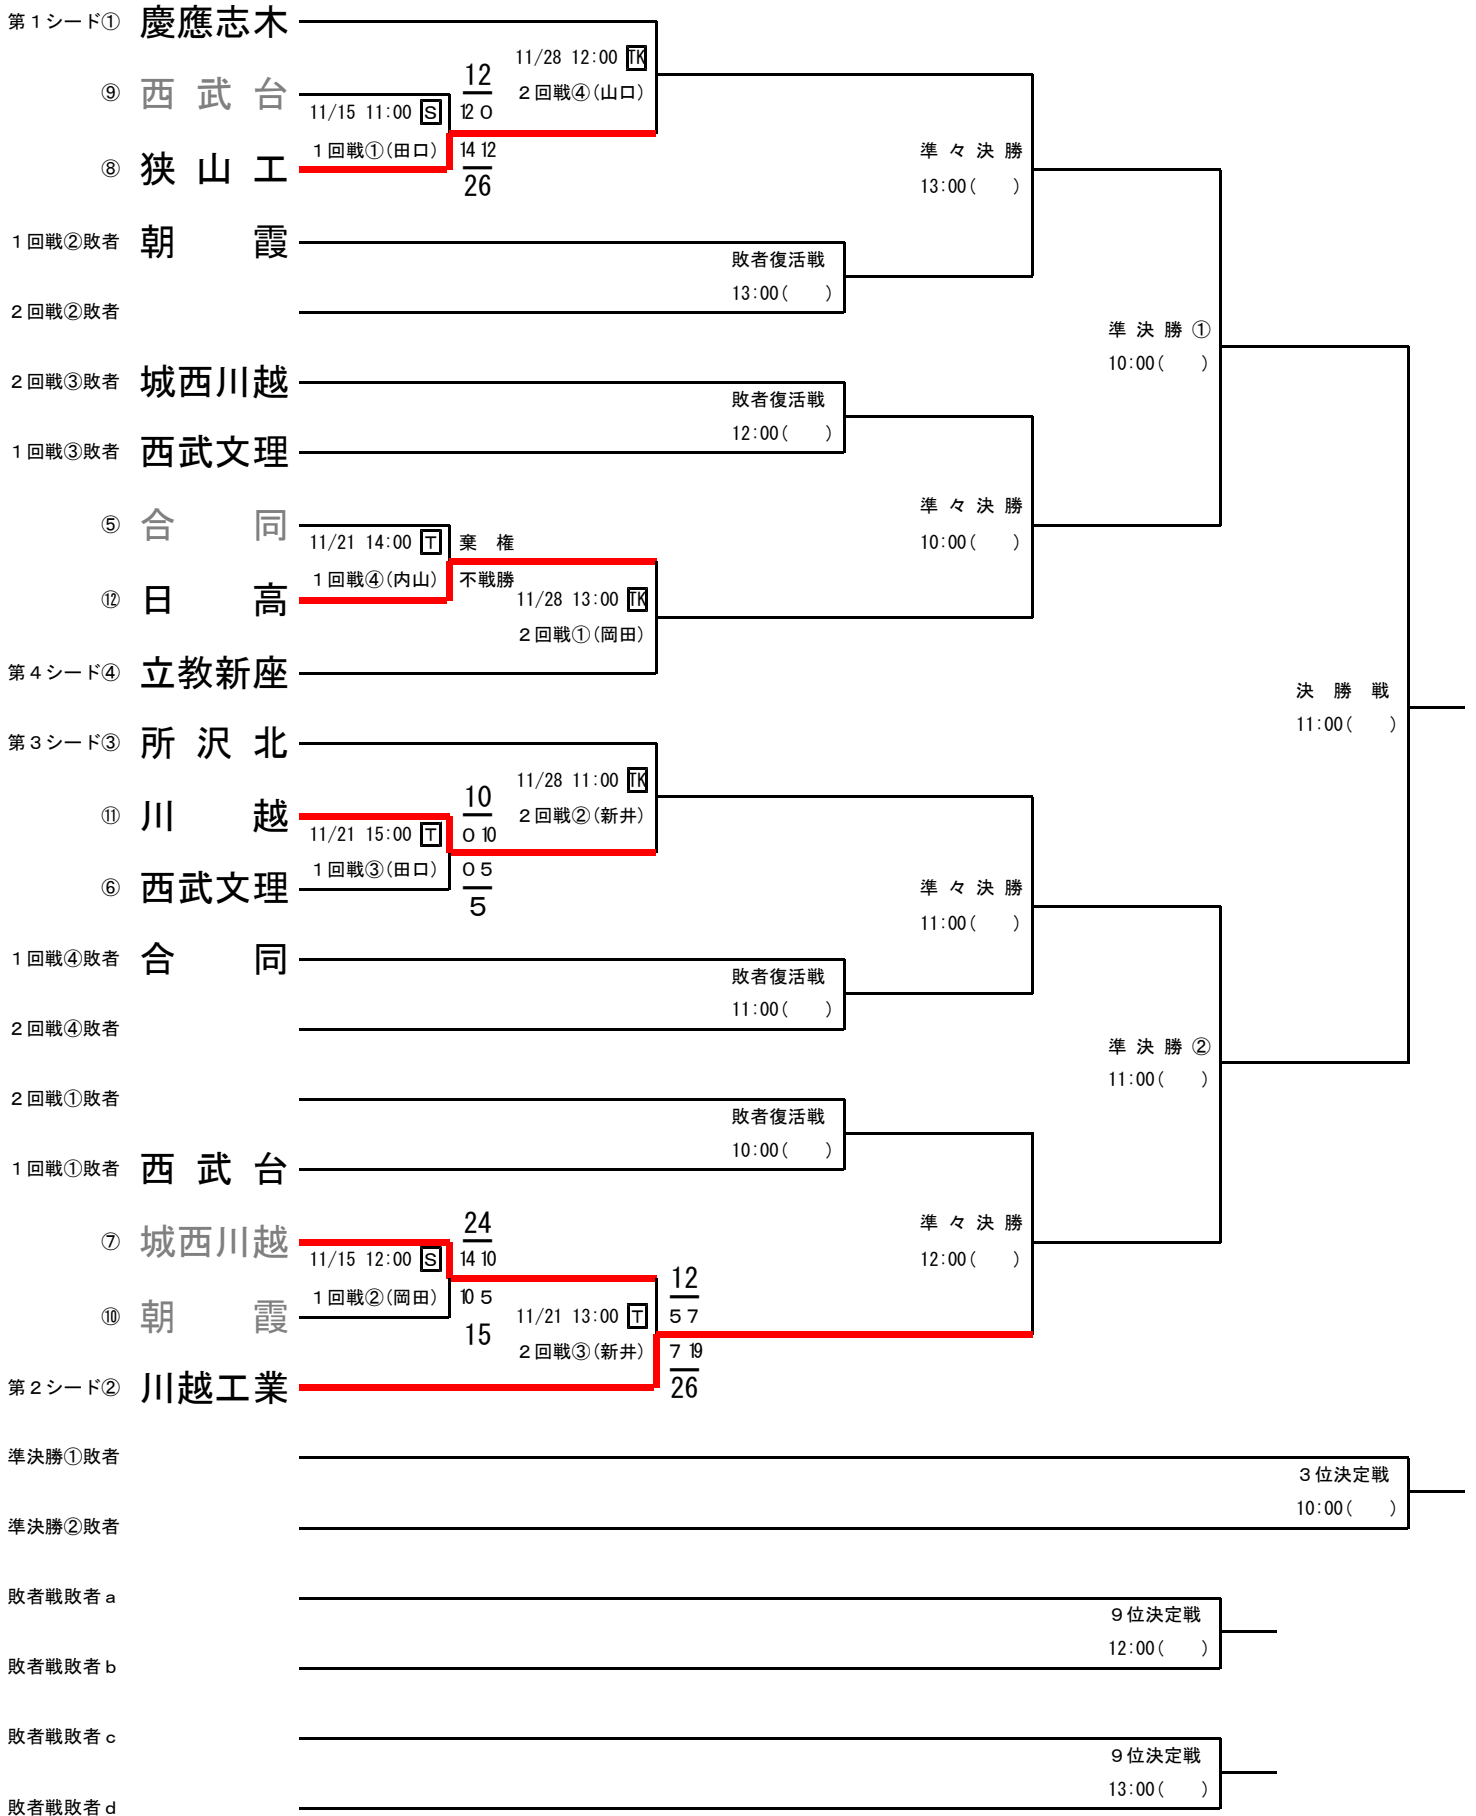 第１シード① 慶應志木
11/28 12:00 TK
２回戦④(山口)
⑨ 西武台
12
11/15 11:00 S 12 0
１回戦①(田口) 14 12
⑧ 狭山工
26
準々決勝
13:00(　　)
１回戦②敗者 朝霞
敗者復活戦
13:00(　　)
２回戦②敗者
準決勝①
10:00(　　)
２回戦③敗者 城西川越
敗者復活戦
12:00(　　)
１回戦③敗者 西武文理
準々決勝
10:00(　　)
⑤ 合同
11/21 14:00 T 棄権
１回戦④(内山) 不戦勝
⑫ 日高
11/28 13:00 TK
２回戦①(岡田)
第４シード④ 立教新座
決勝戦
11:00(　　)
第３シード③ 所沢北
11/28 11:00 TK
２回戦②(新井)
⑪ 川越
10
11/21 15:00 T 0 10
１回戦③(田口) 0 5
⑥ 西武文理
5
準々決勝
11:00(　　)
１回戦④敗者 合同
敗者復活戦
11:00(　　)
２回戦④敗者
準決勝②
11:00(　　)
２回戦①敗者
敗者復活戦
10:00(　　)
１回戦①敗者 西武台
準々決勝
12:00(　　)
⑦ 城西川越
24
11/15 12:00 S 14 10
１回戦②(岡田) 10 5
⑩ 朝霞
15
12
11/21 13:00 T 5 7
２回戦③(新井) 7 19
第２シード② 川越工業
26
準決勝①敗者
３位決定戦
10:00(　　)
準決勝②敗者
敗者戦敗者ａ
９位決定戦
12:00(　　)
敗者戦敗者ｂ
敗者戦敗者ｃ
９位決定戦
13:00(　　)
敗者戦敗者ｄ